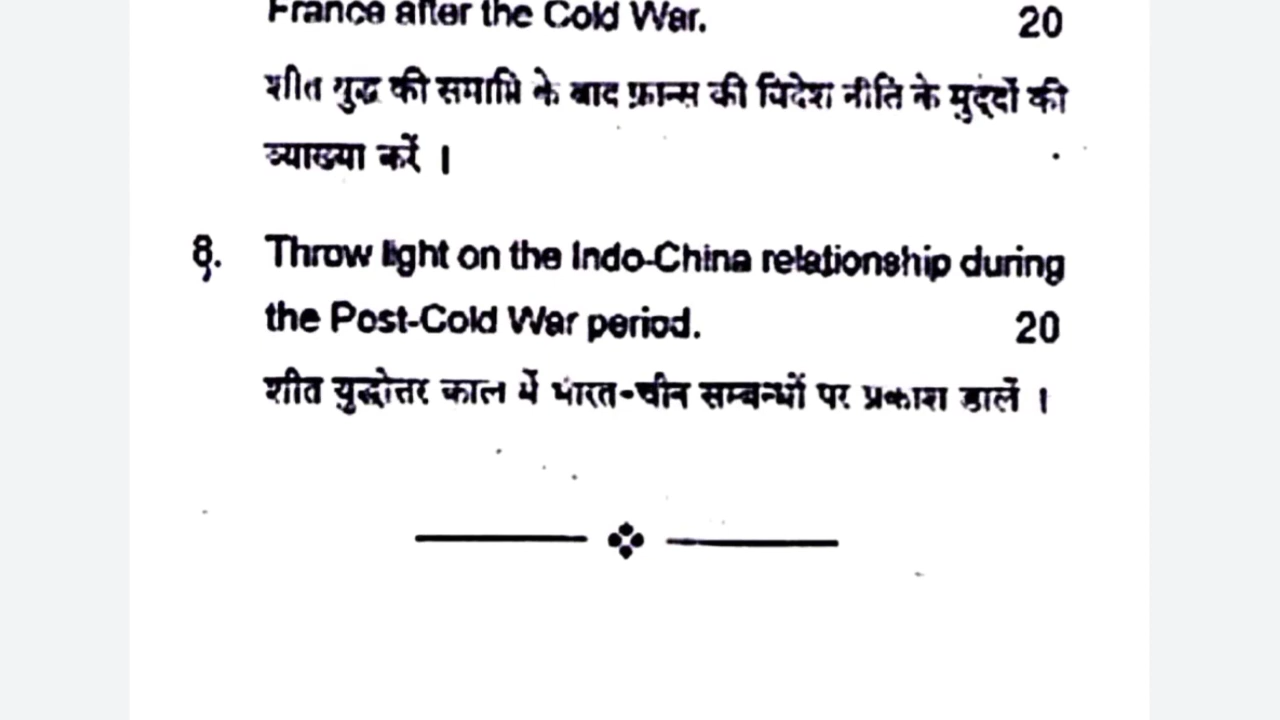 France after the Cold War. 20
शीत युद्ध की समाप्ति के बाद फ्रान्स की विदेश नीति के मुद्दों की
व्याख्या करें ।
8. Throw light on the Indo-China relationship during
the Post-Cold War period. 20
शीत युद्धोत्तर काल में भारत-चीन सम्बन्धों पर प्रकाश डालें ।